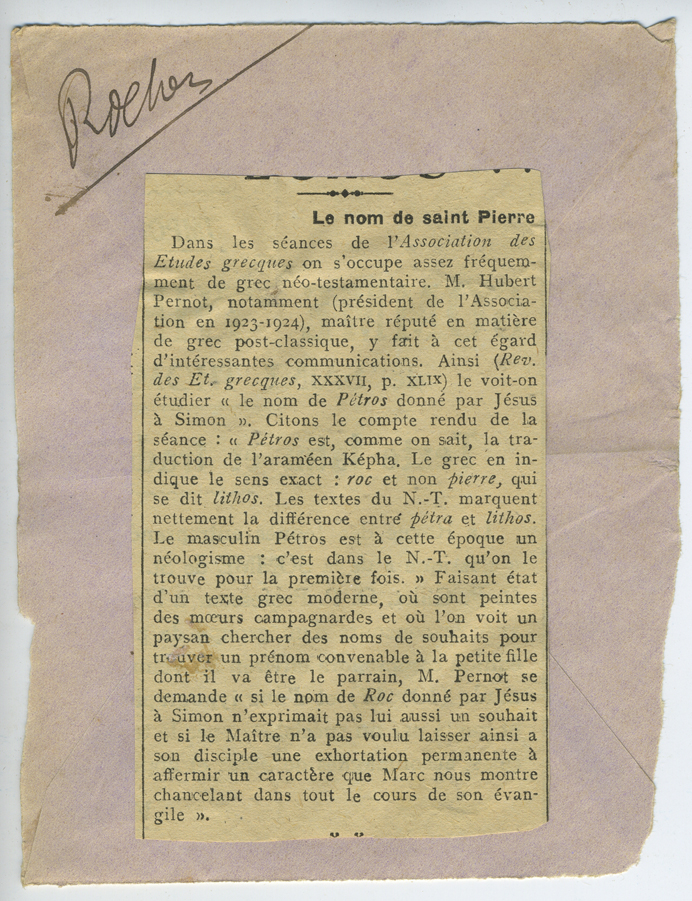 Rocher
Le nom de saint Pierre
Dans les séances de l'Association des
Etudes grecques on s'occupe assez fréquem-
ment de grec néo-testamentaire. M. Hubert
Pernot, notamment (président de l'Associa-
tion en 1923-1924), maître réputé en matière
de grec post-classique, y fait à cet égard
d'intéressantes communications. Ainsi (Rev.
des Et. grecques, XXXVII, p. XLIX) le voit-on
étudier « le nom de Pétros donné par Jésus
à Simon ». Citons le compte rendu de la
séance : « Pétros est, comme on sait, la tra-
duction de l'araméen Képha. Le grec en in-
dique le sens exact : roc et non pierre, qui
se dit lithos. Les textes du N.-T. marquent
nettement la différence entre pétra et lithos.
Le masculin Pétros est à cette époque un
néologisme : c'est dans le N.-T. qu'on le
trouve pour la première fois. » Faisant état
d'un texte grec moderne, où sont peintes
des mœurs campagnardes et où l'on voit un
paysan chercher des noms de souhaits pour
trouver un prénom convenable à la petite fille
dont il va être le parrain, M. Pernot se
demande « si le nom de Roc donné par Jésus
à Simon n'exprimait pas lui aussi un souhait
et si le Maître n'a pas voulu laisser ainsi a
son disciple une exhortation permanente à
affermir un caractère que Marc nous montre
chancelant dans tout le cours de son évan-
gile ».